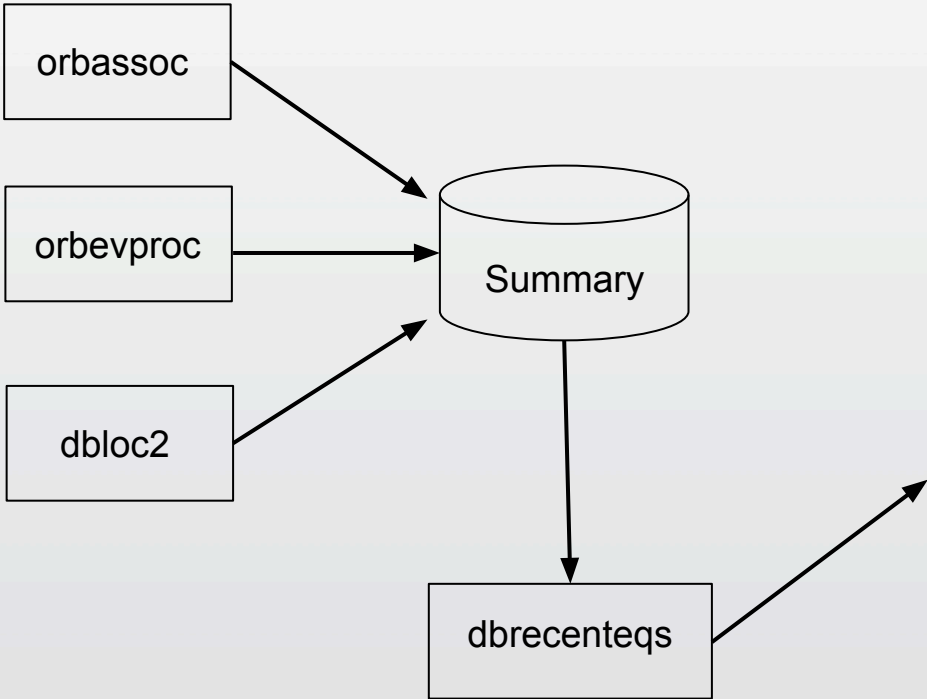 orbassoc
orbevproc
Summary
dbloc2
dbrecenteqs